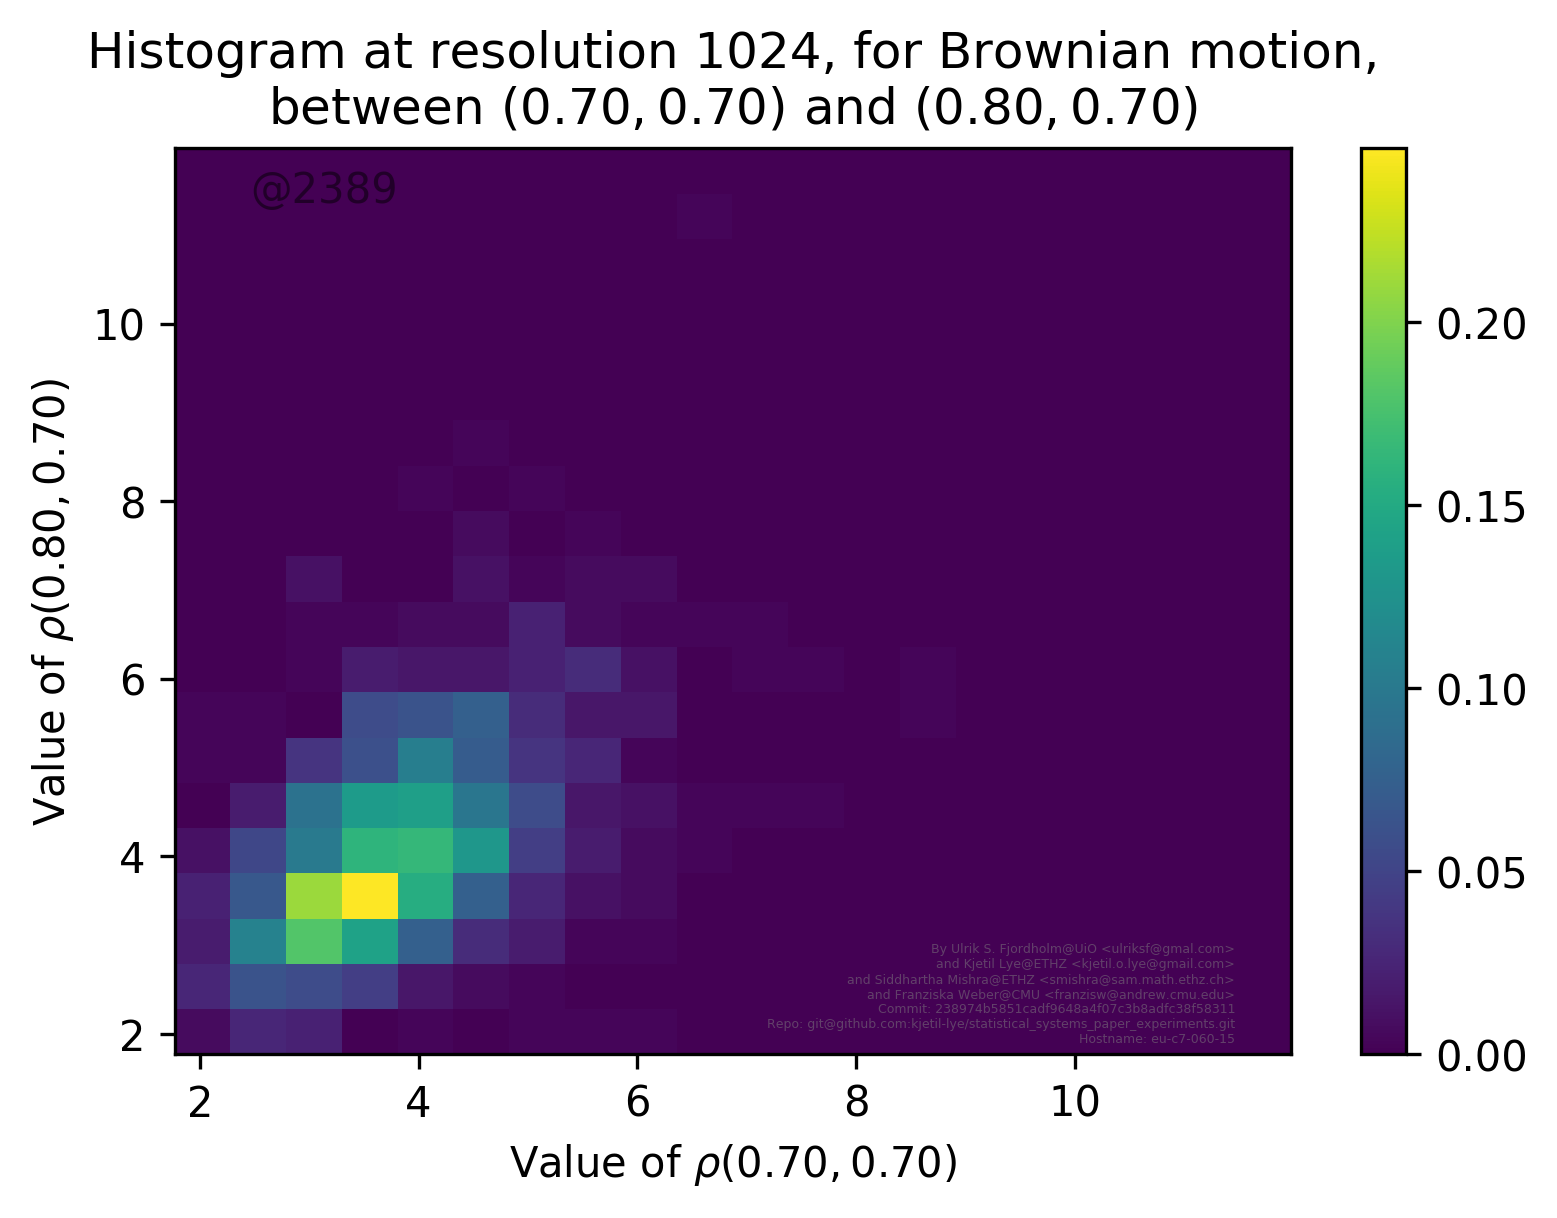 Histogram at resolution 1024, for Brownian motion,
between (0.70, 0.70) and (0.80, 0.70)
@2389
10
8
6
4
2
Value of ρ(0.80, 0.70)
2
4
6
8
10
Value of ρ(0.70, 0.70)
0.20
0.15
0.10
0.05
0.00
By Ulrik S. Fjordholm@UiO <ulriksf@gmal.com>
and Kjetil Lye@ETHZ <kjetil.o.lye@gmail.com>
and Siddhartha Mishra@ETHZ <smishra@sam.math.ethz.ch>
and Franziska Weber@CMU <franzisw@andrew.cmu.edu>
Commit: 238974b5851cadf9648a4f07c3b8adfc38f58311
Repo: git@github.com:kjetil-lye/statistical_systems_paper_experiments.git
Hostname: eu-c7-060-15